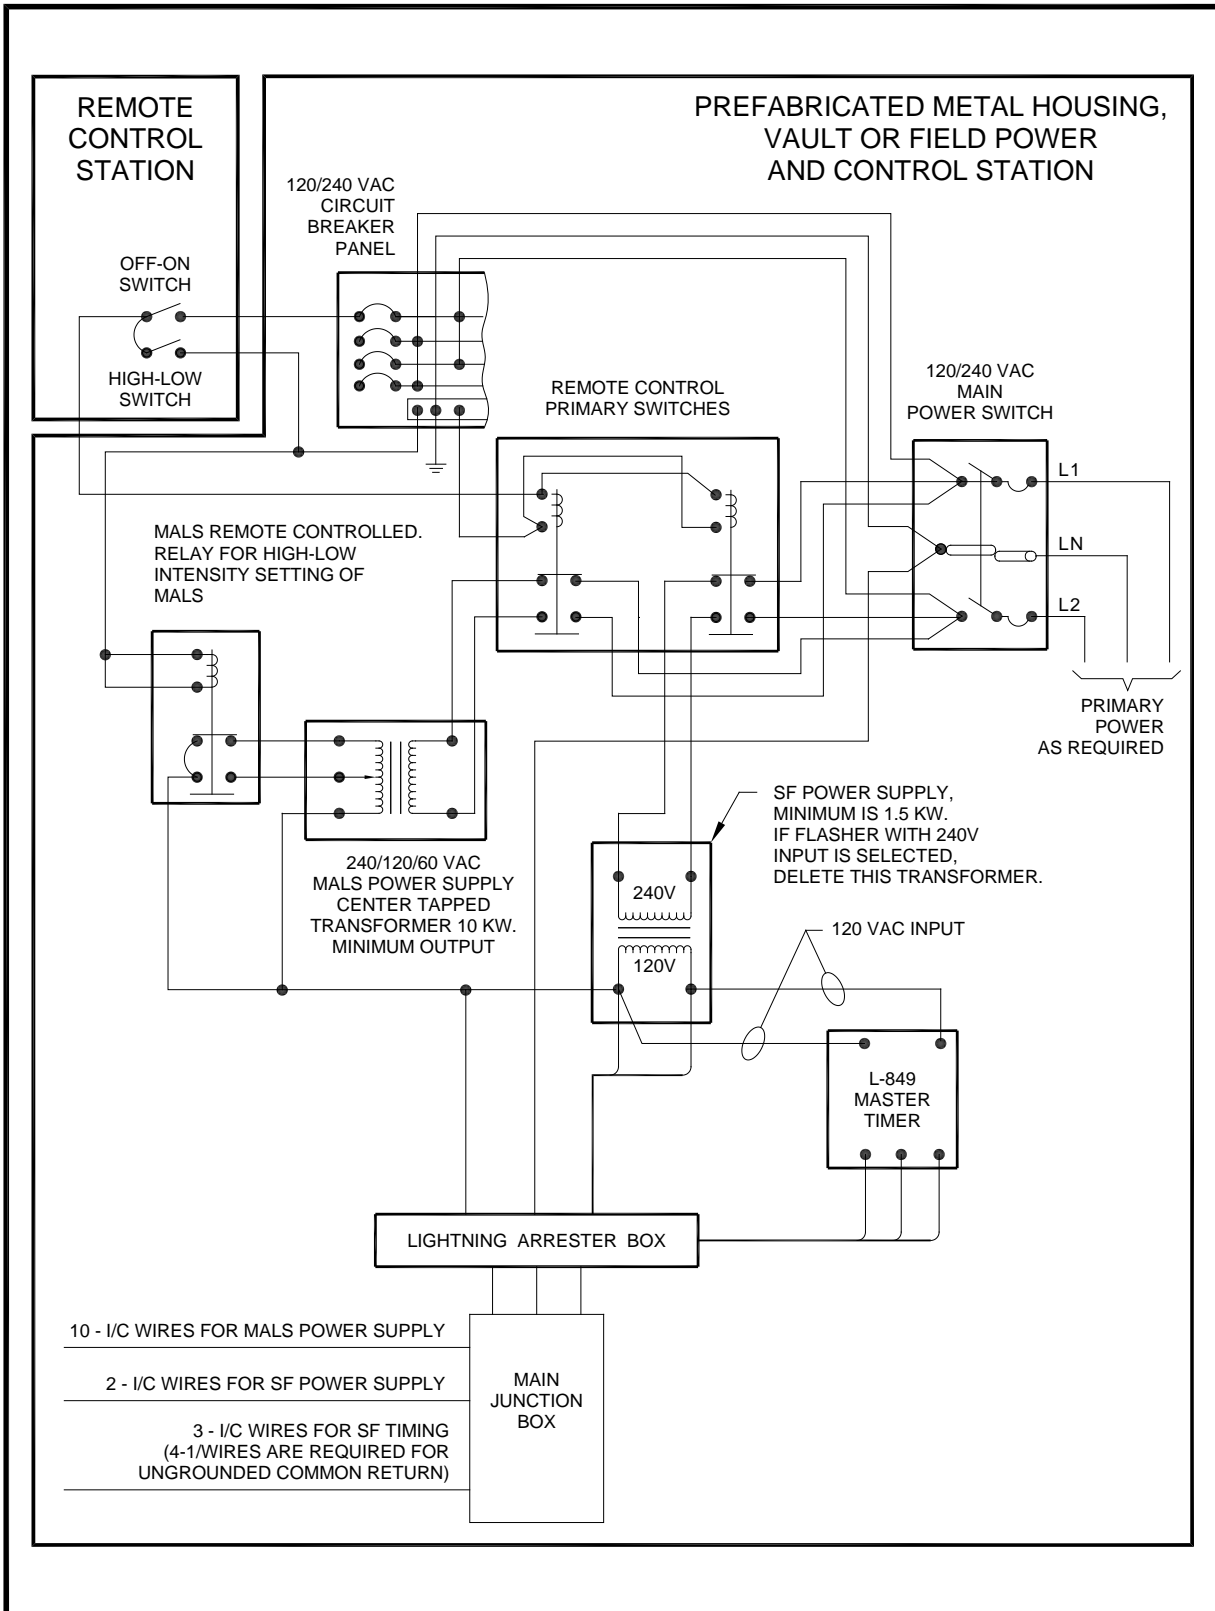 REMOTE
CONTROL
STATION
PREFABRICATED METAL HOUSING,
VAULT OR FIELD POWER
AND CONTROL STATION
120/240 VAC
CIRCUIT
BREAKER
PANEL
OFF-ON
SWITCH
HIGH-LOW
SWITCH
REMOTE CONTROL
PRIMARY SWITCHES
120/240 VAC
MAIN
POWER SWITCH
L1
LN
L2
PRIMARY
POWER
AS REQUIRED
MALS REMOTE CONTROLLED.
RELAY FOR HIGH-LOW
INTENSITY SETTING OF
MALS
240/120/60 VAC
MALS POWER SUPPLY
CENTER TAPPED
TRANSFORMER 10 KW.
MINIMUM OUTPUT
SF POWER SUPPLY,
MINIMUM IS 1.5 KW.
IF FLASHER WITH 240V
INPUT IS SELECTED,
DELETE THIS TRANSFORMER.
240V
120V
120 VAC INPUT
L-849
MASTER
TIMER
LIGHTNING ARRESTER BOX
10 - I/C WIRES FOR MALS POWER SUPPLY
2 - I/C WIRES FOR SF POWER SUPPLY
3 - I/C WIRES FOR SF TIMING
(4-1/WIRES ARE REQUIRED FOR
UNGROUNDED COMMON RETURN)
MAIN
JUNCTION
BOX